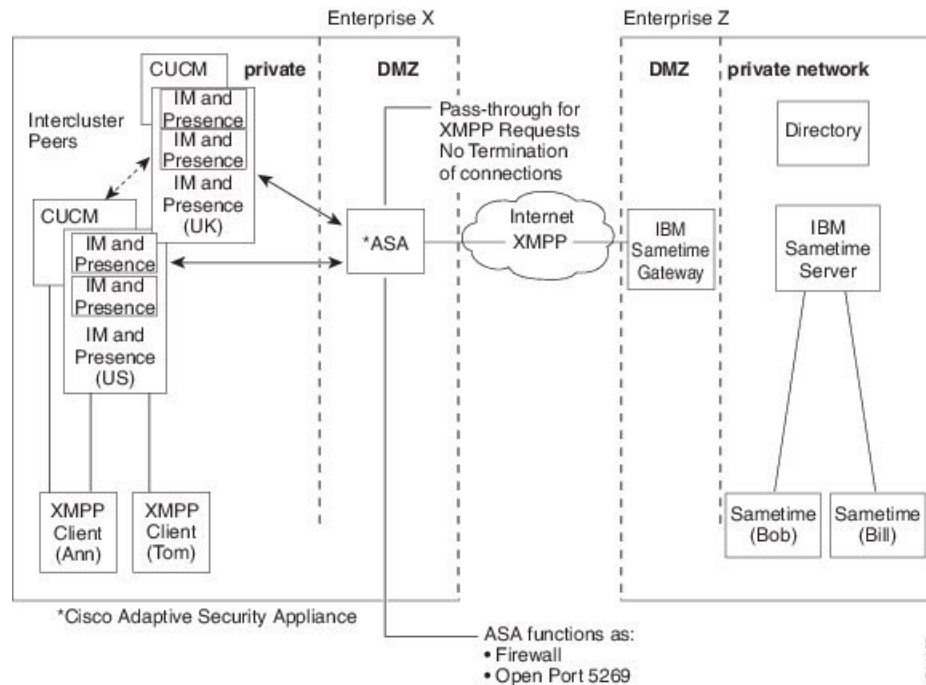 Enterprise X
Enterprise Z
CUCM
private
DMZ
DMZ
private network
Intercluster
Peers
IM and
Presence
IM and
Presence
IM and
Presence
(UK)
Pass-through for
XMPP Requests
No Termination
of connections
Directory
CUCM
IM and
Presence
IM and
Presence
IM and
Presence
(US)
*ASA
Internet
XMPP
IBM
Sametime
Gateway
IBM
Sametime
Server
XMPP
Client
(Ann)
XMPP
Client
(Tom)
Sametime
(Bob)
Sametime
(Bill)
*Cisco Adaptive Security Appliance
ASA functions as:
• Firewall
• Open Port 5269